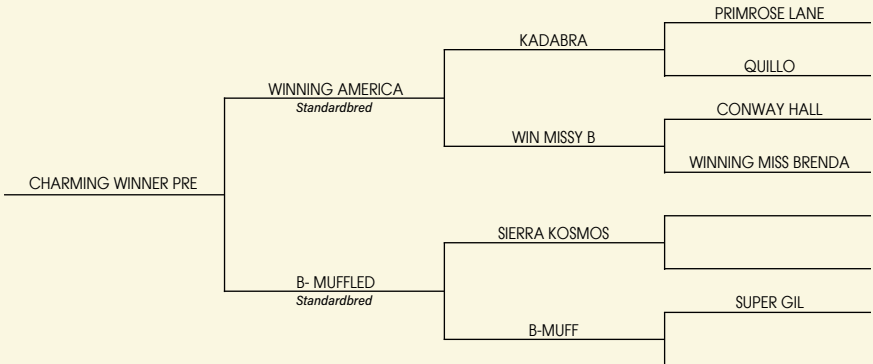 PRIMROSE LANE
KADABRA
QUILLO
WINNING AMERICA
Standardbred
CONWAY HALL
WIN MISSY B
WINNING MISS BRENDA
CHARMING WINNER PRE
SIERRA KOSMOS
B- MUFFLED
Standardbred
SUPER GIL
B-MUFF